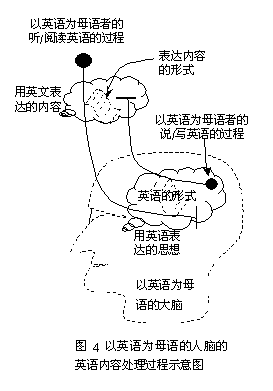 以英语为母语者的
听/阅读英语的过程
表达内容
的形式
用英文表
达的内容
以英语为母语者的
说/写英语的过程
英语的形式
用英语表
达的思想
以英语为母
语的大脑
图 4 以英语为母语的人脑的
英语内容处理过程示意图